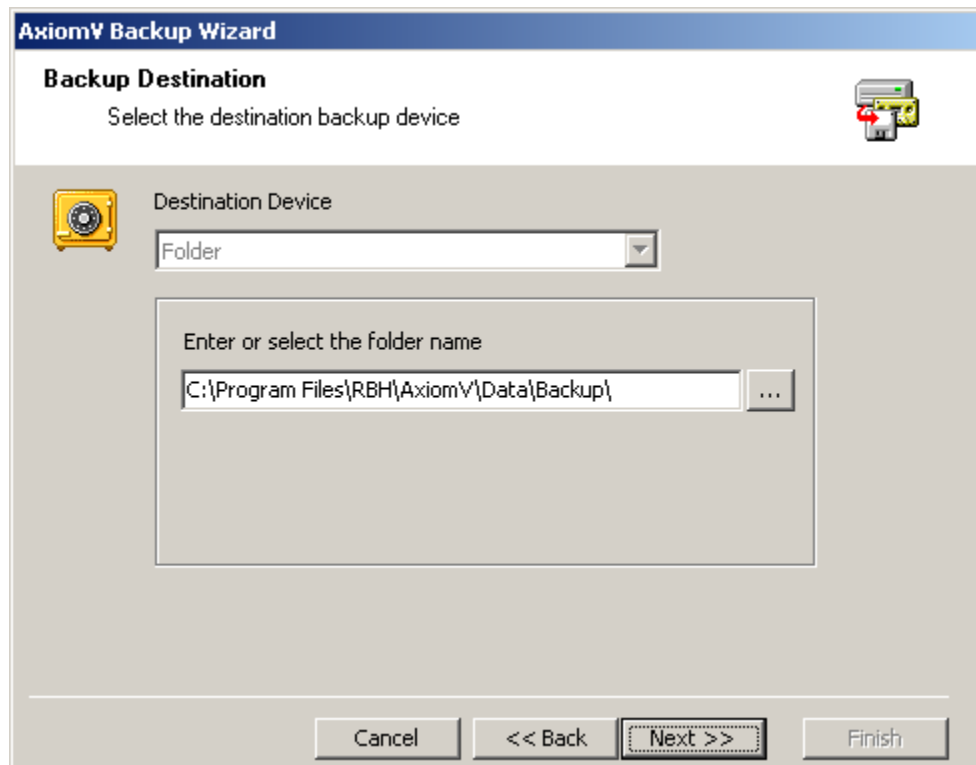 AxiomV Backup Wizard
Backup Destination
Select the destination backup device
Destination Device
Folder
Enter or select the folder name
C:\Program Files\RBH\AxiomV\Data\Backup\
...
Cancel
<< Back
Next >>
Finish